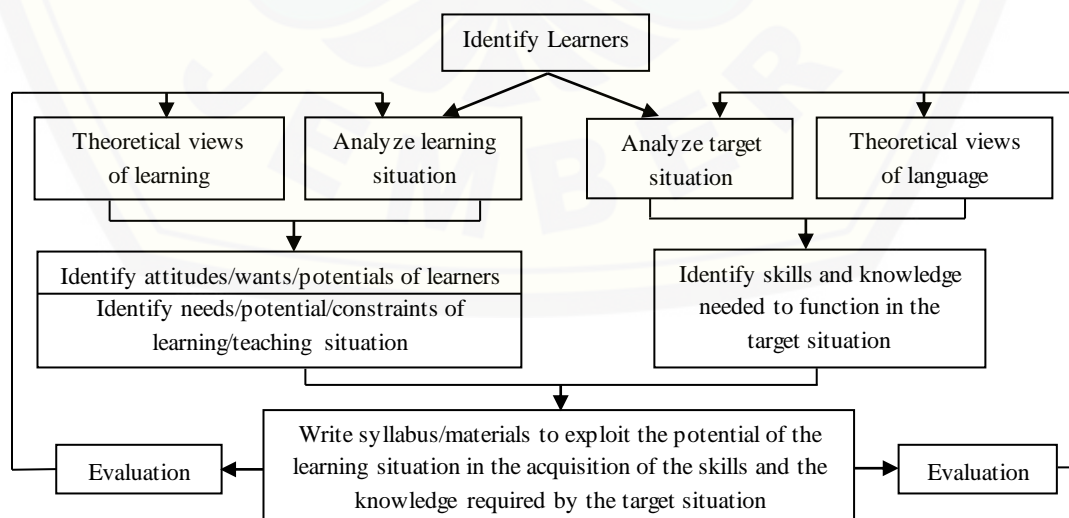 Identify Learners
Theoretical views
of learning
Analyze learning
situation
Analyze target
situation
Theoretical views
of language
Identify attitudes/wants/potentials of learners
Identify needs/potential/constraints of
learning/teaching situation
Identify skills and knowledge
needed to function in the
target situation
Evaluation
Write syllabus/materials to exploit the potential of the
learning situation in the acquisition of the skills and the
knowledge required by the target situation
Evaluation
JEMBER